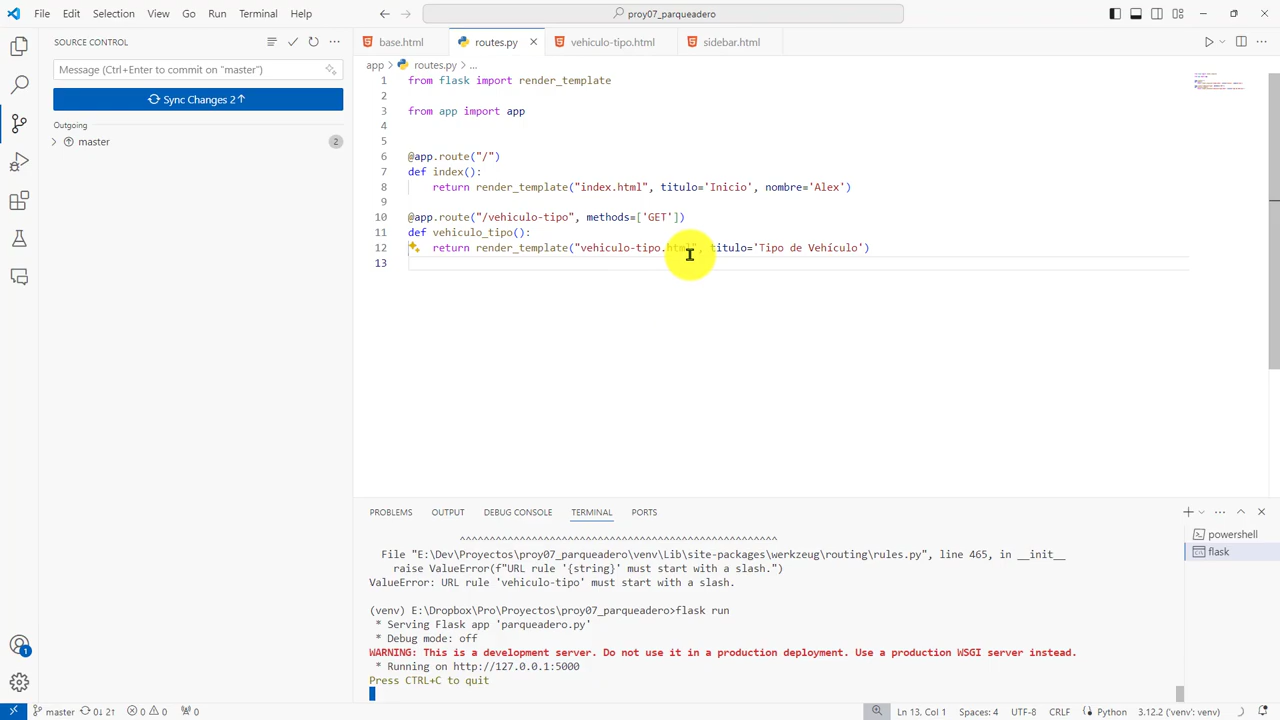 File Edit Selection View Go Run Terminal Help
proy07_parqueadero
SOURCE CONTROL
Message (Ctrl+Enter to commit on "master")
Sync Changes 2↑
Outgoing
master 2
base.html routes.py vehiculo-tipo.html sidebar.html
app > routes.py > ...
1 from flask import render_template
2
3 from app import app
4
5
6 @app.route("/")
7 def index():
8 return render_template("index.html", titulo='Inicio', nombre='Alex')
9
10 @app.route("/vehiculo-tipo", methods=['GET'])
11 def vehiculo_tipo():
12 return render_template("vehiculo-tipo.html", titulo='Tipo de Vehículo')
13
PROBLEMS OUTPUT DEBUG CONSOLE TERMINAL PORTS
powershell
flask
^^^^^^^^^^^^^^^^^^^^^^^^^^^^^^^^^^^^^^^^^^^^^^^^^^^^
File "E:\Dev\Proyectos\proy07_parqueadero\venv\Lib\site-packages\werkzeug\routing\rules.py", line 465, in __init__
raise ValueError(f"URL rule '{string}' must start with a slash.")
ValueError: URL rule 'vehiculo-tipo' must start with a slash.
(venv) E:\Dropbox\Pro\Proyectos\proy07_parqueadero>flask run
* Serving Flask app 'parqueadero.py'
* Debug mode: off
WARNING: This is a development server. Do not use it in a production deployment. Use a production WSGI server instead.
* Running on http://127.0.0.1:5000
Press CTRL+C to quit
1
master 0↓ 2↑ 0 0 0 Ln 13, Col 1 Spaces: 4 UTF-8 CRLF Python 3.12.2 ('venv': venv)